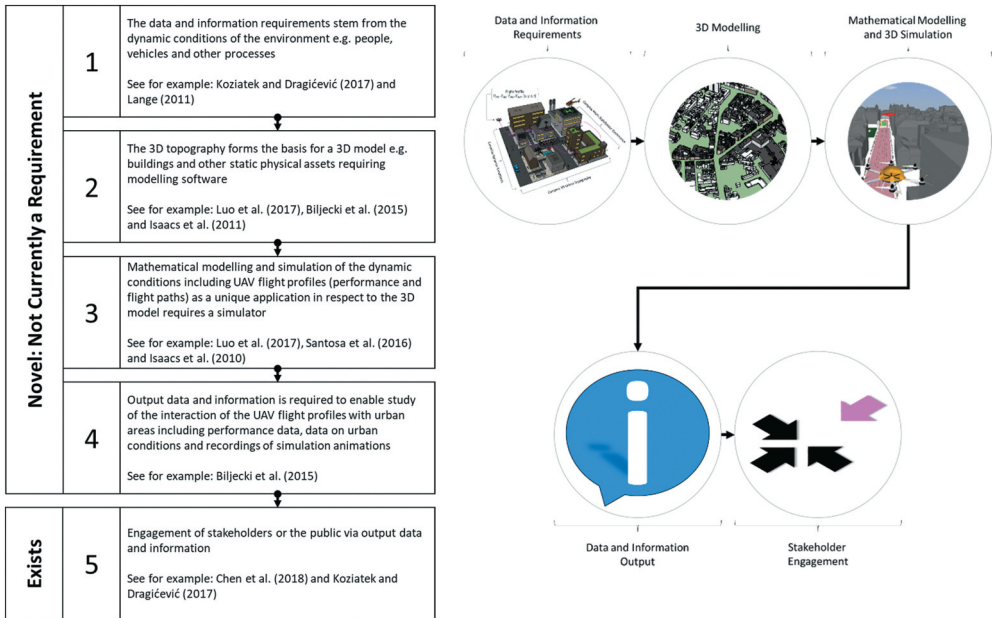 Novel: Not Currently a Requirement
1
The data and information requirements stem from the
dynamic conditions of the environment e.g. people,
vehicles and other processes
See for example: Koziatek and Dragićević (2017) and
Lange (2011)
2
The 3D topography forms the basis for a 3D model e.g.
buildings and other static physical assets requiring
modelling software
See for example: Luo et al. (2017), Biljecki et al. (2015)
and Isaacs et al. (2011)
3
Mathematical modelling and simulation of the dynamic
conditions including UAV flight profiles (performance and
flight paths) as a unique application in respect to the 3D
model requires a simulator
See for example: Luo et al. (2017), Santosa et al. (2016)
and Isaacs et al. (2010)
4
Output data and information is required to enable study
of the interaction of the UAV flight profiles with urban
areas including performance data, data on urban
conditions and recordings of simulation animations
See for example: Biljecki et al. (2015)
Exists
5
Engagement of stakeholders or the public via output data
and information
See for example: Chen et al. (2018) and Koziatek and
Dragićević (2017)
Data and Information
Requirements
3D Modelling
Mathematical Modelling
and 3D Simulation
i
Data and Information
Output
Stakeholder
Engagement